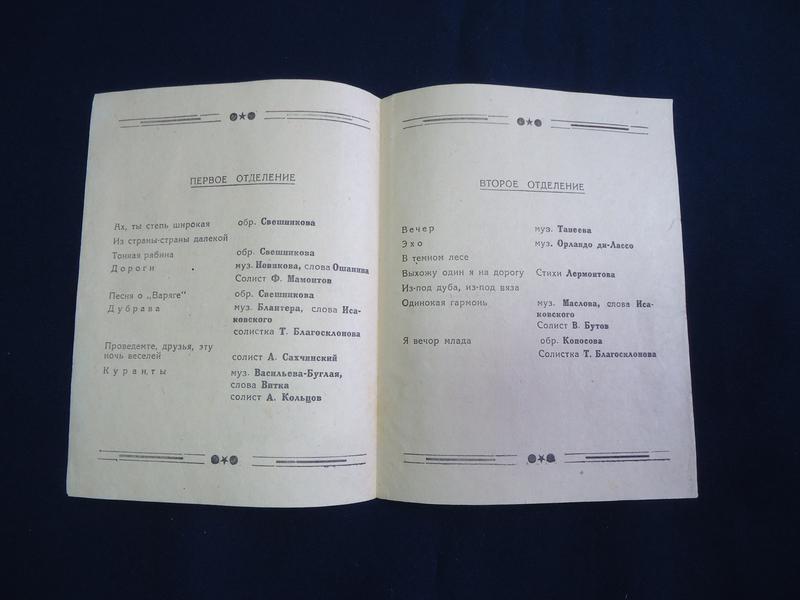 ПЕРВОЕ ОТДЕЛЕНИЕ
Ах, ты степь широкая обр. Свешникова
Из страны-страны далекой
Тонкая рябина обр. Свешникова
Дороги муз. Новикова, слова Ошанина
Солист Ф. Мамонтов
Песня о „Варяге" обр. Свешникова
Дубрава муз. Блантера, слова Иса-
ковского
солистка Т. Благосклонова
Проведемте, друзья, эту
ночь веселей солист А. Сахчинский
Куранты муз. Васильева-Буглая,
слова Витка
солист А. Кольцов
ВТОРОЕ ОТДЕЛЕНИЕ
Вечер муз. Танеева
Эхо муз. Орландо ди-Лассо
В темном лесе
Выхожу один я на дорогу Стихи Лермонтова
Из-под дуба, из-под вяза
Одинокая гармонь муз. Маслова, слова Иса-
ковского
Солист В. Бутов
Я вечор млада обр. Копосова
Солистка Т. Благосклонова